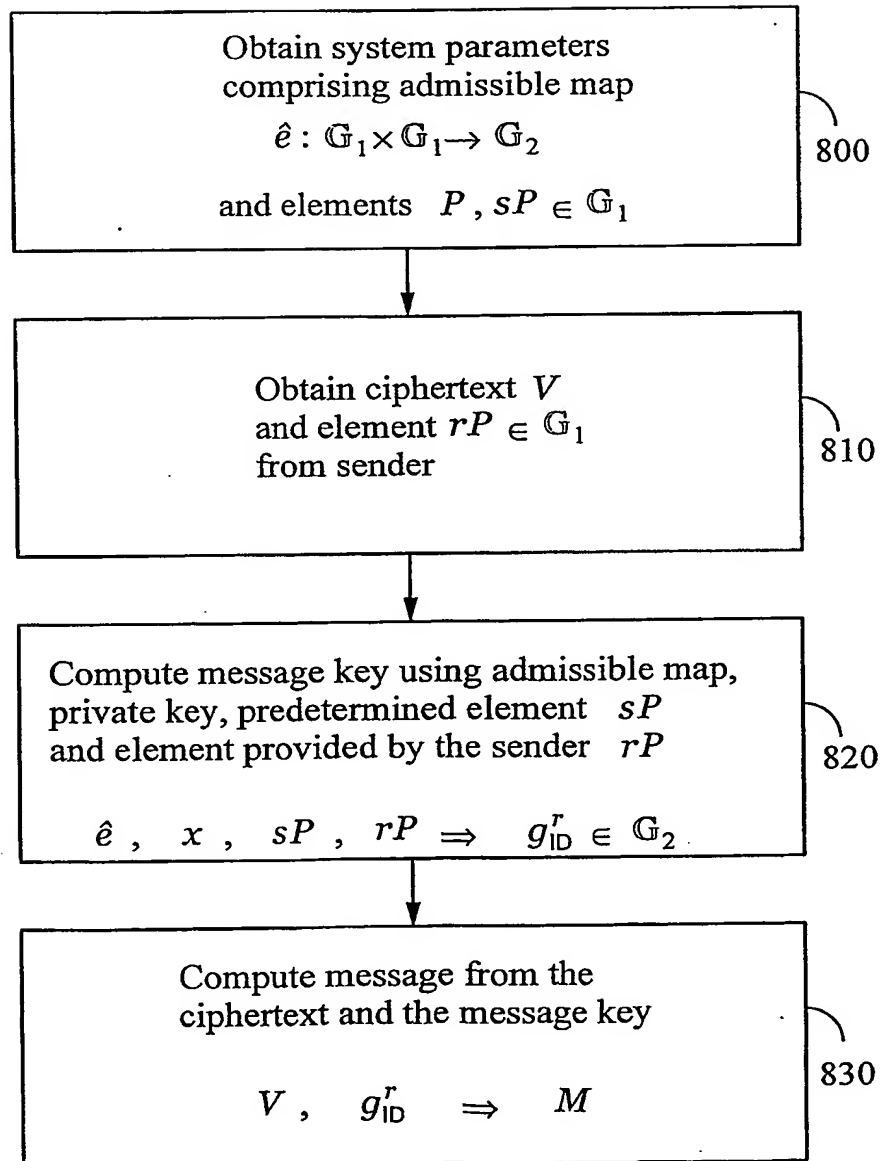 Obtain system parameters
comprising admissible map
ê : 𝔾₁ × 𝔾₁ → 𝔾₂
and elements P , sP ∈ 𝔾₁
800
Obtain ciphertext V
and element rP ∈ 𝔾₁
from sender
810
Compute message key using admissible map,
private key, predetermined element sP
and element provided by the sender rP
ê , x , sP , rP ⇒ g_ID^r ∈ 𝔾₂
820
Compute message from the
ciphertext and the message key
V , g_ID^r ⇒ M
830